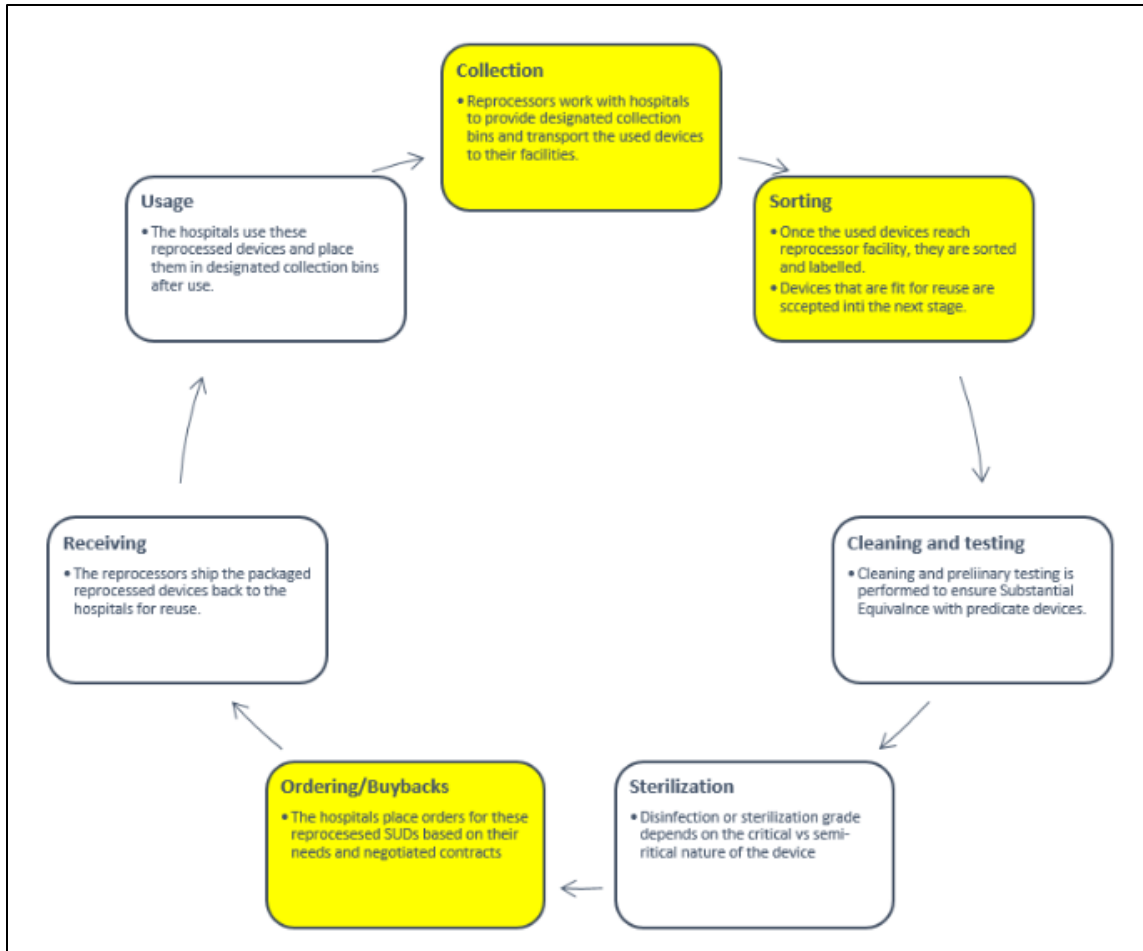 Collection
• Reprocessors work with hospitals
to provide designated collection
bins and transport the used devices
to their facilities.
Sorting
• Once the used devices reach
reprocessor facility, they are sorted
and labelled.
• Devices that are fit for reuse are
sccepted inti the next stage.
Cleaning and testing
• Cleaning and preliinary testing is
performed to ensure Substantial
Equivalnce with predicate devices.
Sterilization
• Disinfection or sterilization grade
depends on the critical vs semi-
ritical nature of the device
Ordering/Buybacks
• The hospitals place orders for these
reprocesesed SUDs based on their
needs and negotiated contracts
Receiving
• The reprocessors ship the packaged
reprocessed devices back to the
hospitals for reuse.
Usage
• The hospitals use these
reprocessed devices and place
them in designated collection bins
after use.